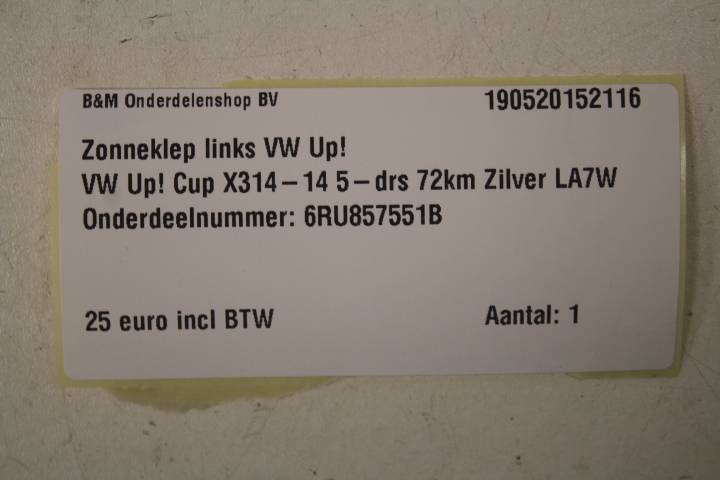 B&M Onderdelenshop BV 190520152116
Zonneklep links VW Up!
VW Up! Cup X314-14 5-drs 72km Zilver LA7W
Onderdeelnummer: 6RU857551B
25 euro incl BTW Aantal: 1